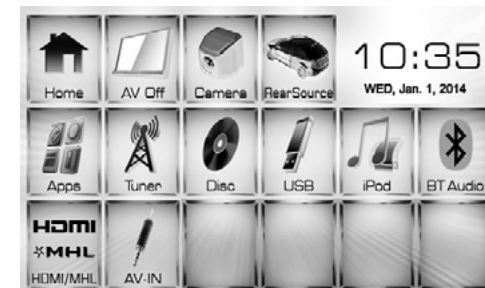 10:35
WED, Jan. 1, 2014
Home AV Off Camera RearSource
Apps Tuner Disc USB iPod BT Audio
HDMI
MHL
HDMI/MHL AV-IN